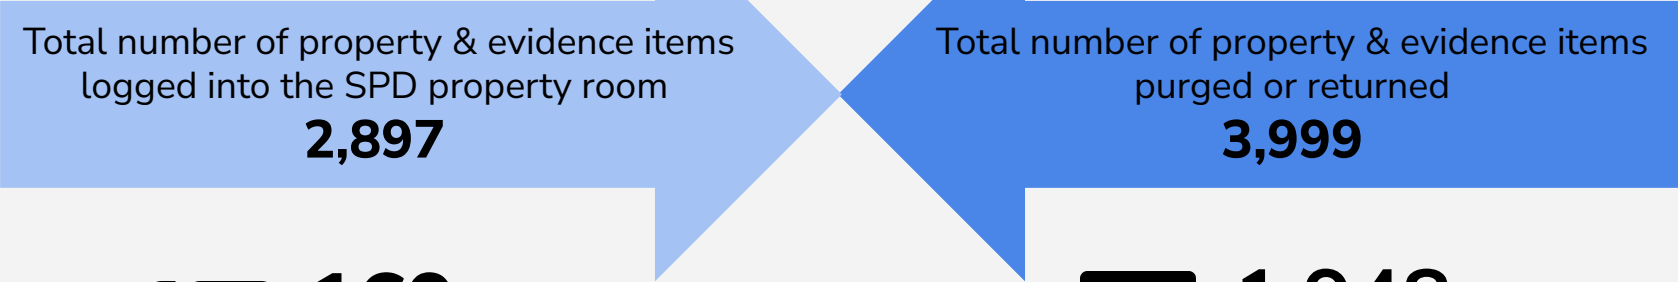 Total number of property & evidence items
logged into the SPD property room
2,897
Total number of property & evidence items
purged or returned
3,999